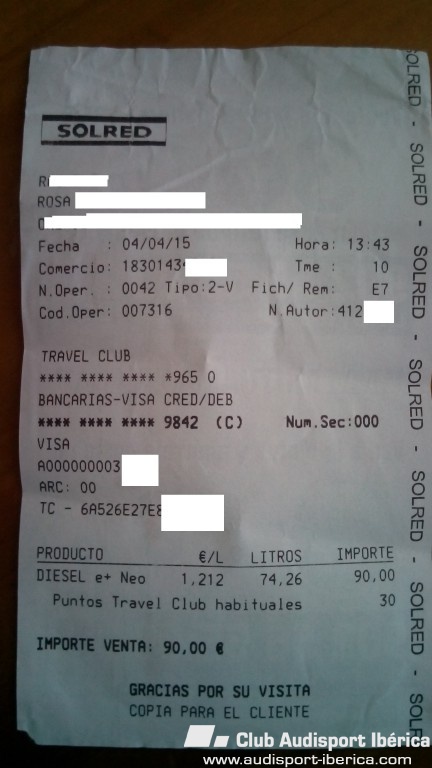 SOLRED
ROSA
Fecha : 04/04/15 Hora: 13:43
Comercio: 1830143 Tme : 10
N.Oper. : 0042 Tipo:2-V Fich/ Rem: E7
Cod.Oper: 007316 N.Autor:412
TRAVEL CLUB
**** **** **** *965 0
BANCARIAS-VISA CRED/DEB
**** **** **** 9842 (C) Num.Sec:000
VISA
A000000003
ARC: 00
TC - 6A526E27E8
PRODUCTO €/L LITROS IMPORTE
DIESEL e+ Neo 1,212 74,26 90,00
Puntos Travel Club habituales 30
IMPORTE VENTA: 90,00 €
GRACIAS POR SU VISITA
COPIA PARA EL CLIENTE
SOLRED - SOLRED - SOLRED - SOLRED - SOLRED - SOLRED - SOLRED - SOLRED
Club Audisport Ibérica
www.audisport-iberica.com